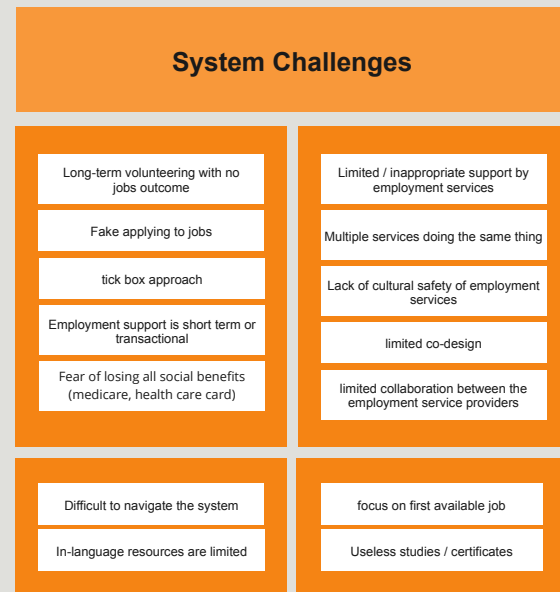 System Challenges
Long-term volunteering with no
jobs outcome
Fake applying to jobs
tick box approach
Employment support is short term or
transactional
Fear of losing all social benefits
(medicare, health care card)
Limited / inappropriate support by
employment services
Multiple services doing the same thing
Lack of cultural safety of employment
services
limited co-design
limited collaboration between the
employment service providers
Difficult to navigate the system
In-language resources are limited
focus on first available job
Useless studies / certificates